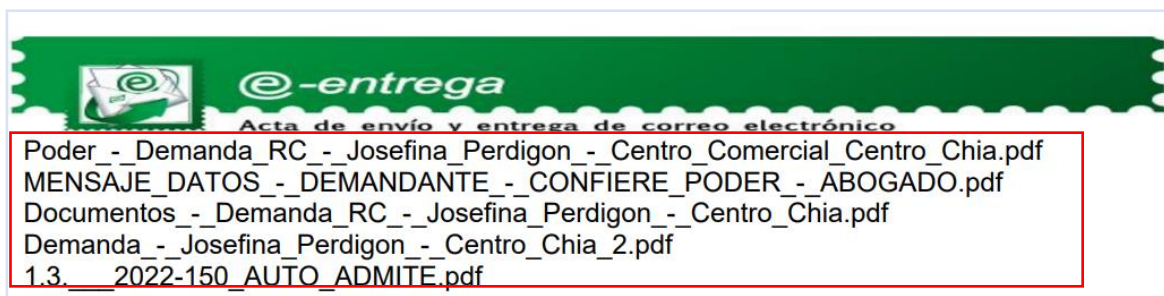 @-entrega
Acta de envío y entrega de correo electrónico
Poder_-_Demanda_RC_-_Josefina_Perdigon_-_Centro_Comercial_Centro_Chia.pdf
MENSAJE_DATOS_-_DEMANDANTE_-_CONFIERE_PODER_-_ABOGADO.pdf
Documentos_-_Demanda_RC_-_Josefina_Perdigon_-_Centro_Chia.pdf
Demanda_-_Josefina_Perdigon_-_Centro_Chia_2.pdf
1.3.___2022-150_AUTO_ADMITE.pdf